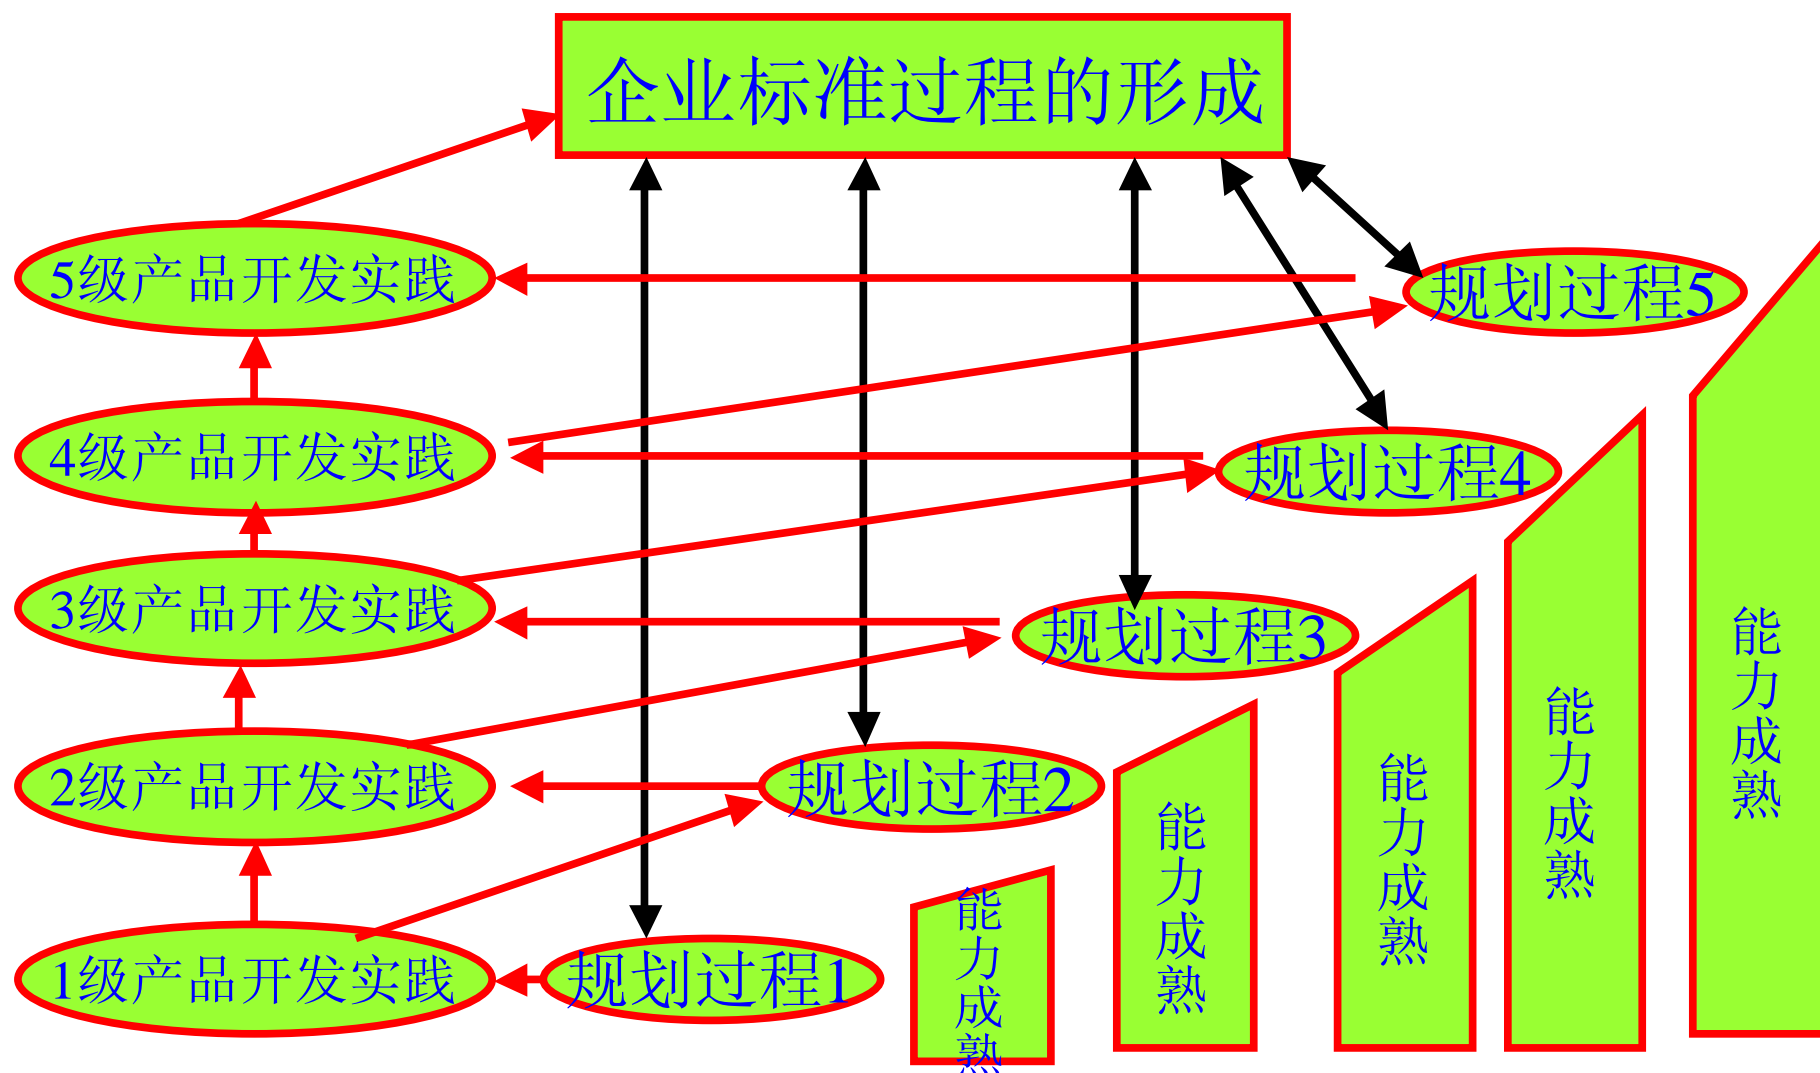 企业标准过程的形成
5级产品开发实践
规划过程5
4级产品开发实践
规划过程4
3级产品开发实践
规划过程3
2级产品开发实践
规划过程2
1级产品开发实践
规划过程1
能力成熟
能力成熟
能力成熟
能力成熟
能力成熟